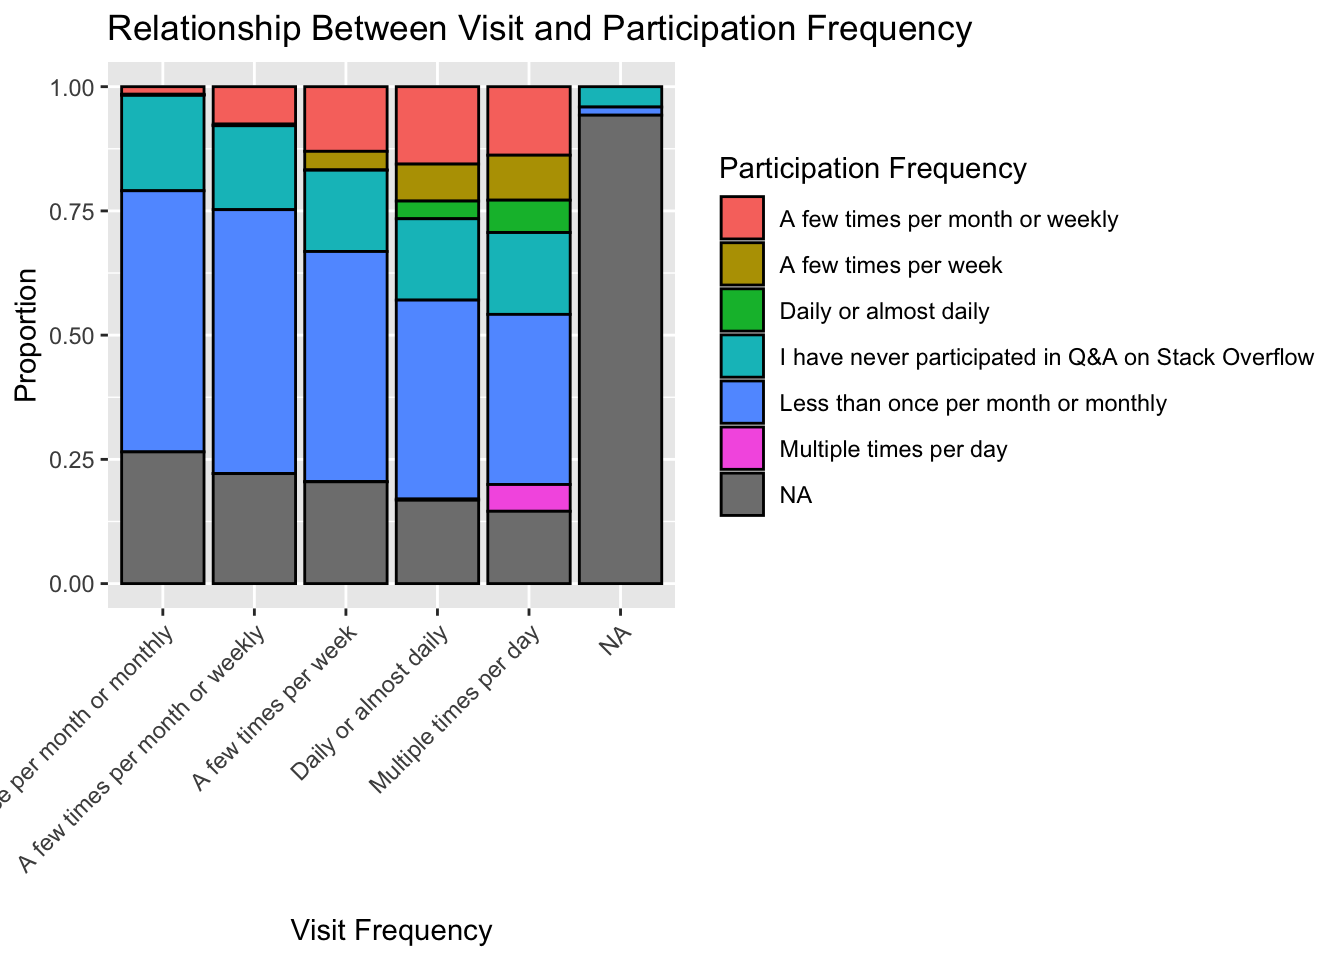 Relationship Between Visit and Participation Frequency
Proportion
1.00
0.75
0.50
0.25
0.00
per month or monthly
A few times per month or weekly
A few times per week
Daily or almost daily
Multiple times per day
NA
Visit Frequency
Participation Frequency
A few times per month or weekly
A few times per week
Daily or almost daily
I have never participated in Q&A on Stack Overflow
Less than once per month or monthly
Multiple times per day
NA